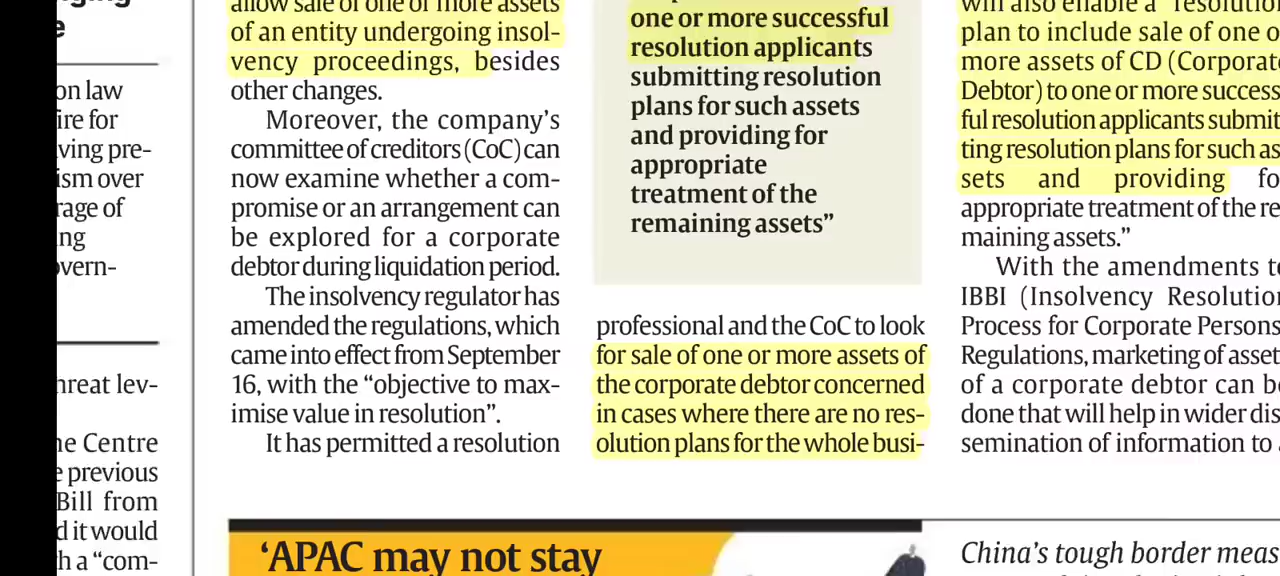 e
on law
ire for
ving pre-
ism over
rage of
ng
overn-
hreat lev-
he Centre
e previous
Bill from
d it would
h a “com-
allow sale of one or more assets
of an entity undergoing insol-
vency proceedings, besides
other changes.
Moreover, the company’s
committee of creditors (CoC) can
now examine whether a com-
promise or an arrangement can
be explored for a corporate
debtor during liquidation period.
The insolvency regulator has
amended the regulations, which
came into effect from September
16, with the “objective to max-
imise value in resolution”.
It has permitted a resolution
one or more successful
resolution applicants
submitting resolution
plans for such assets
and providing for
appropriate
treatment of the
remaining assets”
professional and the CoC to look
for sale of one or more assets of
the corporate debtor concerned
in cases where there are no res-
olution plans for the whole busi-
will also enable a “resolution
plan to include sale of one o
more assets of CD (Corporate
Debtor) to one or more success
ful resolution applicants submit
ting resolution plans for such as
sets and providing fo
appropriate treatment of the re
maining assets.”
With the amendments to
IBBI (Insolvency Resolution
Process for Corporate Persons
Regulations, marketing of asset
of a corporate debtor can be
done that will help in wider dis
semination of information to a
‘APAC may not stay
China’s tough border meas